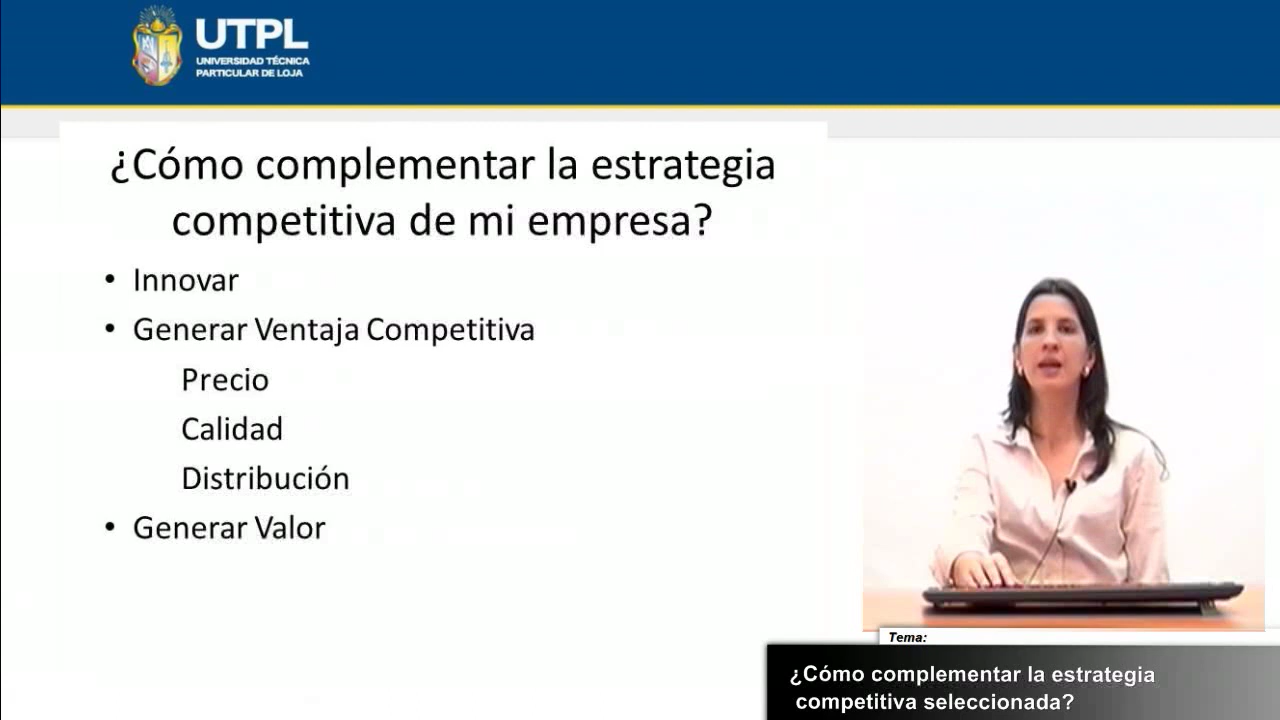 UTPL
UNIVERSIDAD TÉCNICA
PARTICULAR DE LOJA
¿Cómo complementar la estrategia
competitiva de mi empresa?
• Innovar
• Generar Ventaja Competitiva
Precio
Calidad
Distribución
• Generar Valor
Tema:
¿Cómo complementar la estrategia
competitiva seleccionada?